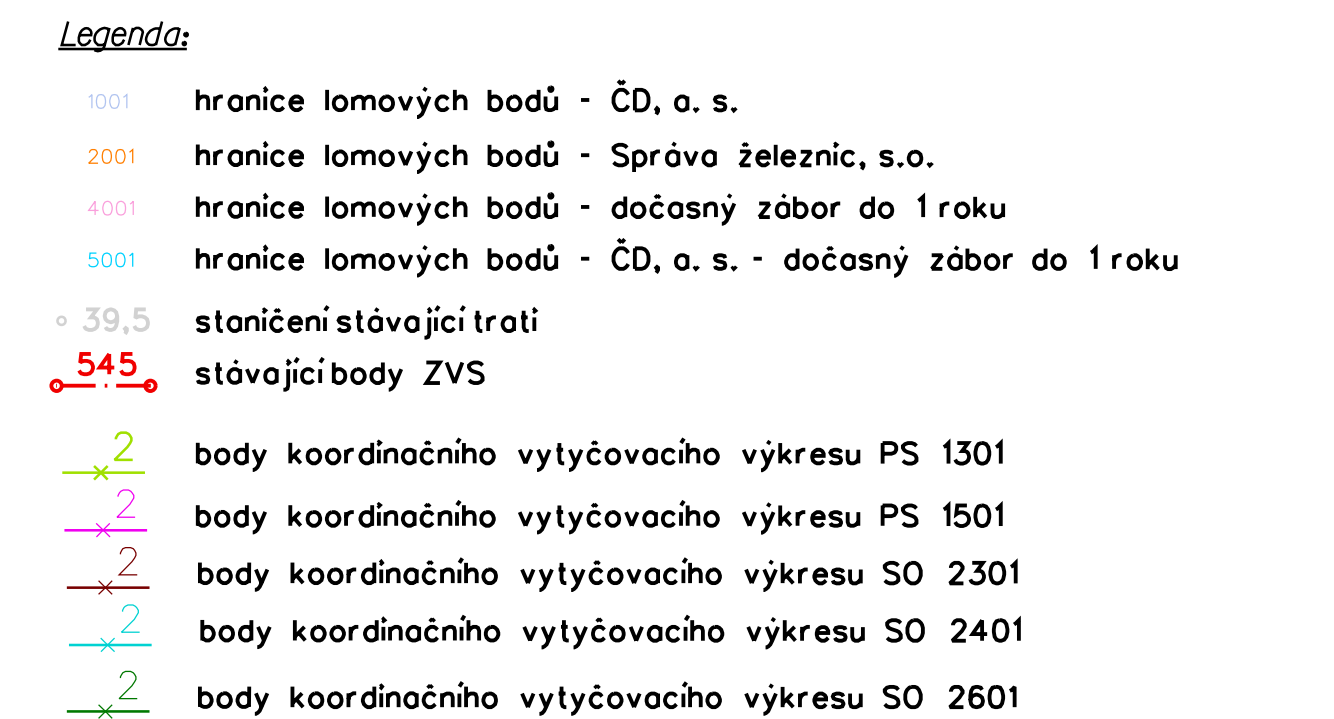 Legenda:
1001 hranice lomových bodů - ČD, a. s.
2001 hranice lomových bodů - Správa železnic, s.o.
4001 hranice lomových bodů - dočasný zábor do 1 roku
5001 hranice lomových bodů - ČD, a. s. - dočasný zábor do 1 roku
39,5 staničení stávající trati
545 stávající body ZVS
2 body koordinačního vytyčovacího výkresu PS 1301
2 body koordinačního vytyčovacího výkresu PS 1501
2 body koordinačního vytyčovacího výkresu SO 2301
2 body koordinačního vytyčovacího výkresu SO 2401
2 body koordinačního vytyčovacího výkresu SO 2601